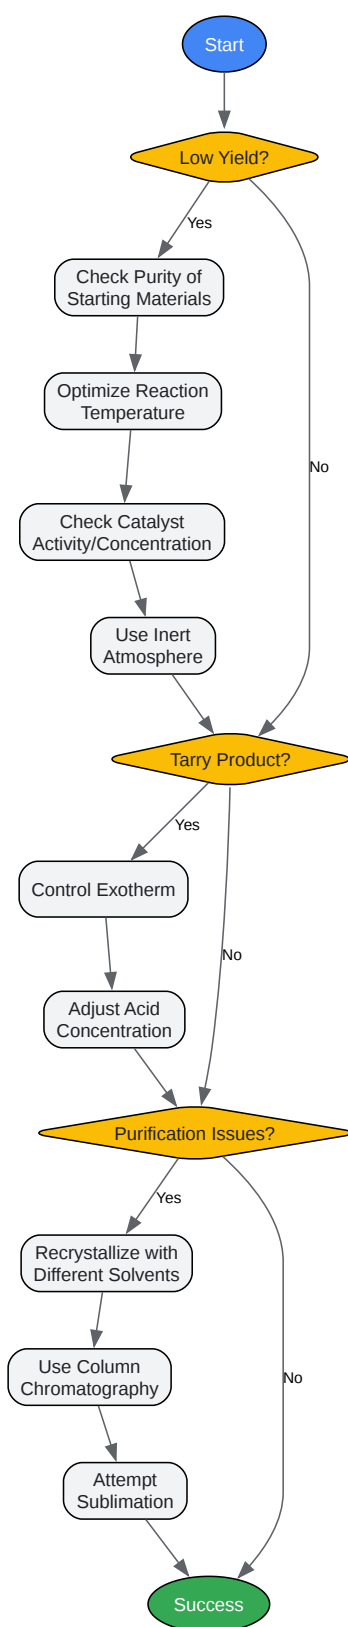 Start
Low Yield?
Yes
Check Purity of
Starting Materials
Optimize Reaction
Temperature
No
Check Catalyst
Activity/Concentration
Use Inert
Atmosphere
Tarry Product?
Yes
Control Exotherm
No
Adjust Acid
Concentration
Purification Issues?
Yes
Recrystallize with
Different Solvents
Use Column
Chromatography
No
Attempt
Sublimation
Success